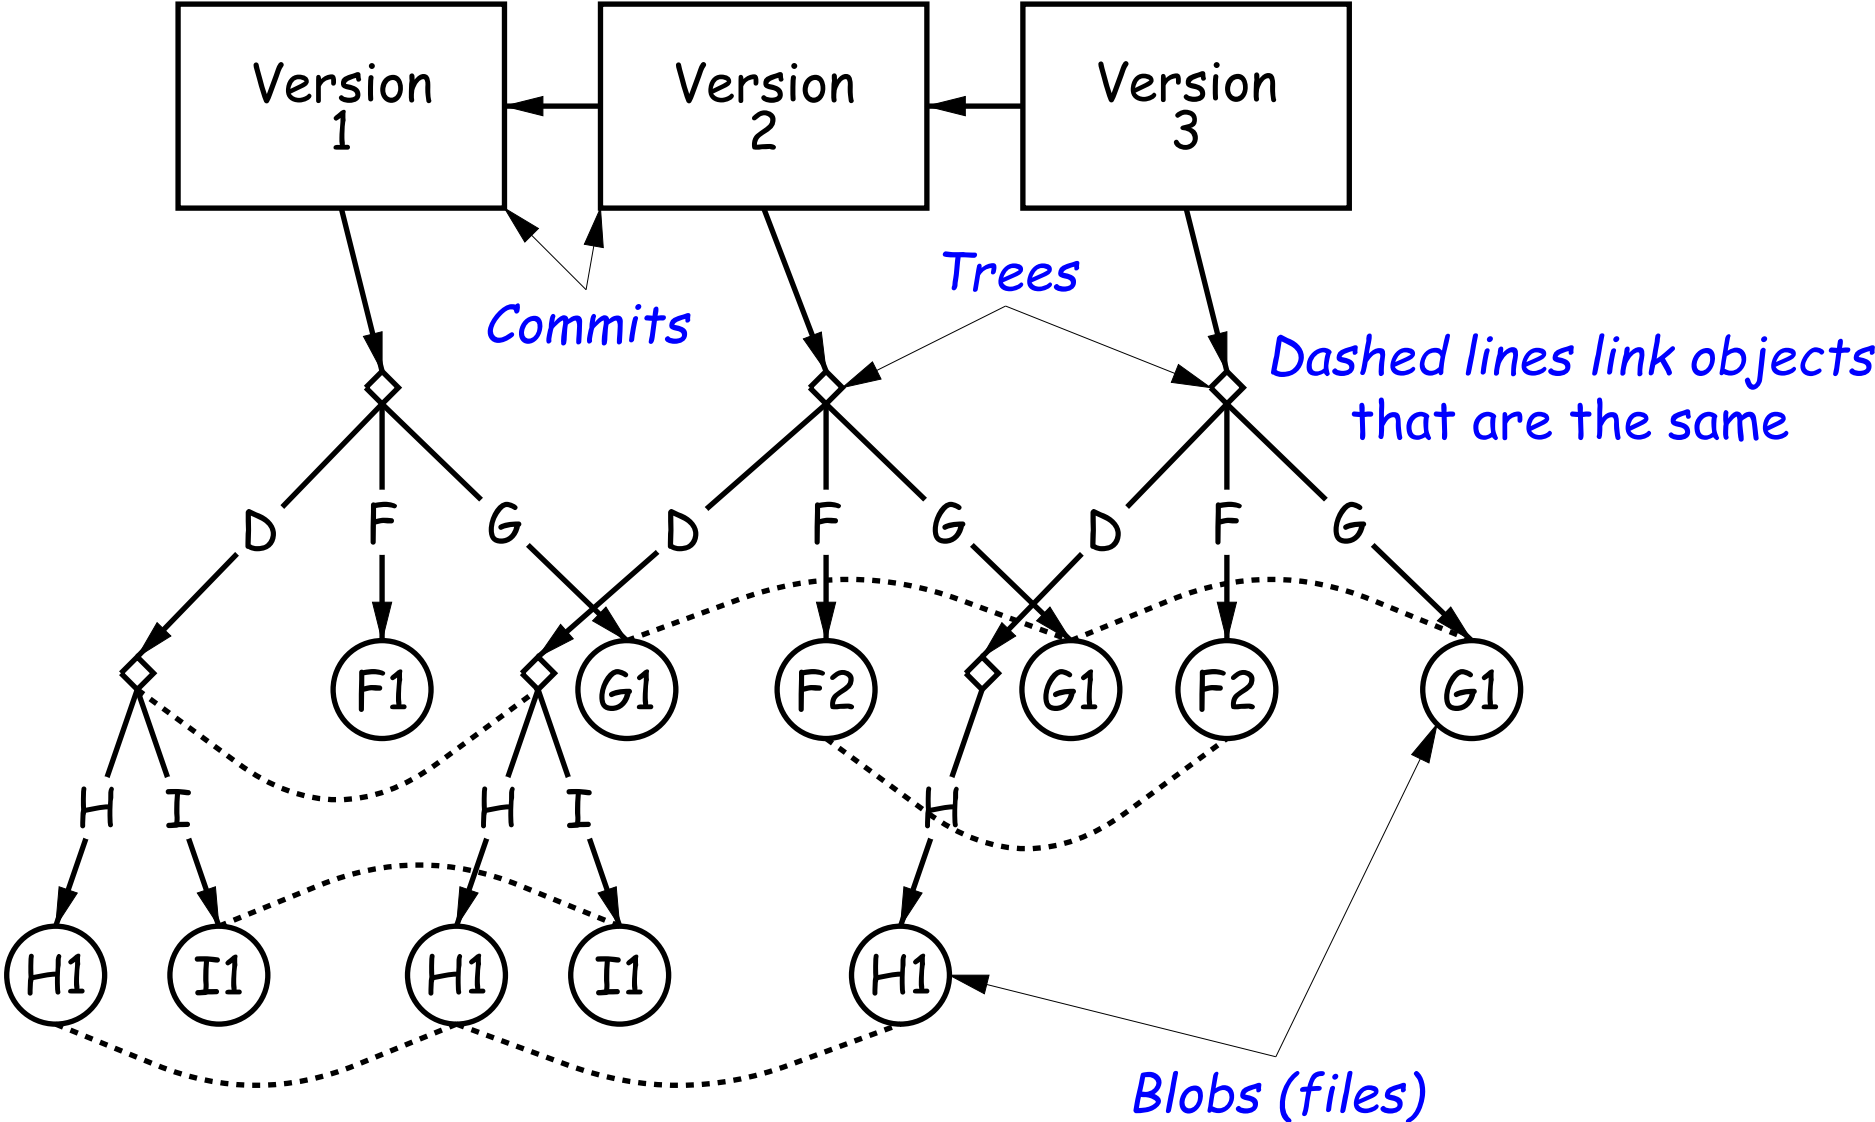 Version
1
Version
2
Version
3
Commits
Trees
Dashed lines link objects
that are the same
D
F
G
D
F
G
D
F
G
F1
G1
F2
G1
F2
G1
H
I
H
I
H
H1
I1
H1
I1
H1
Blobs (files)